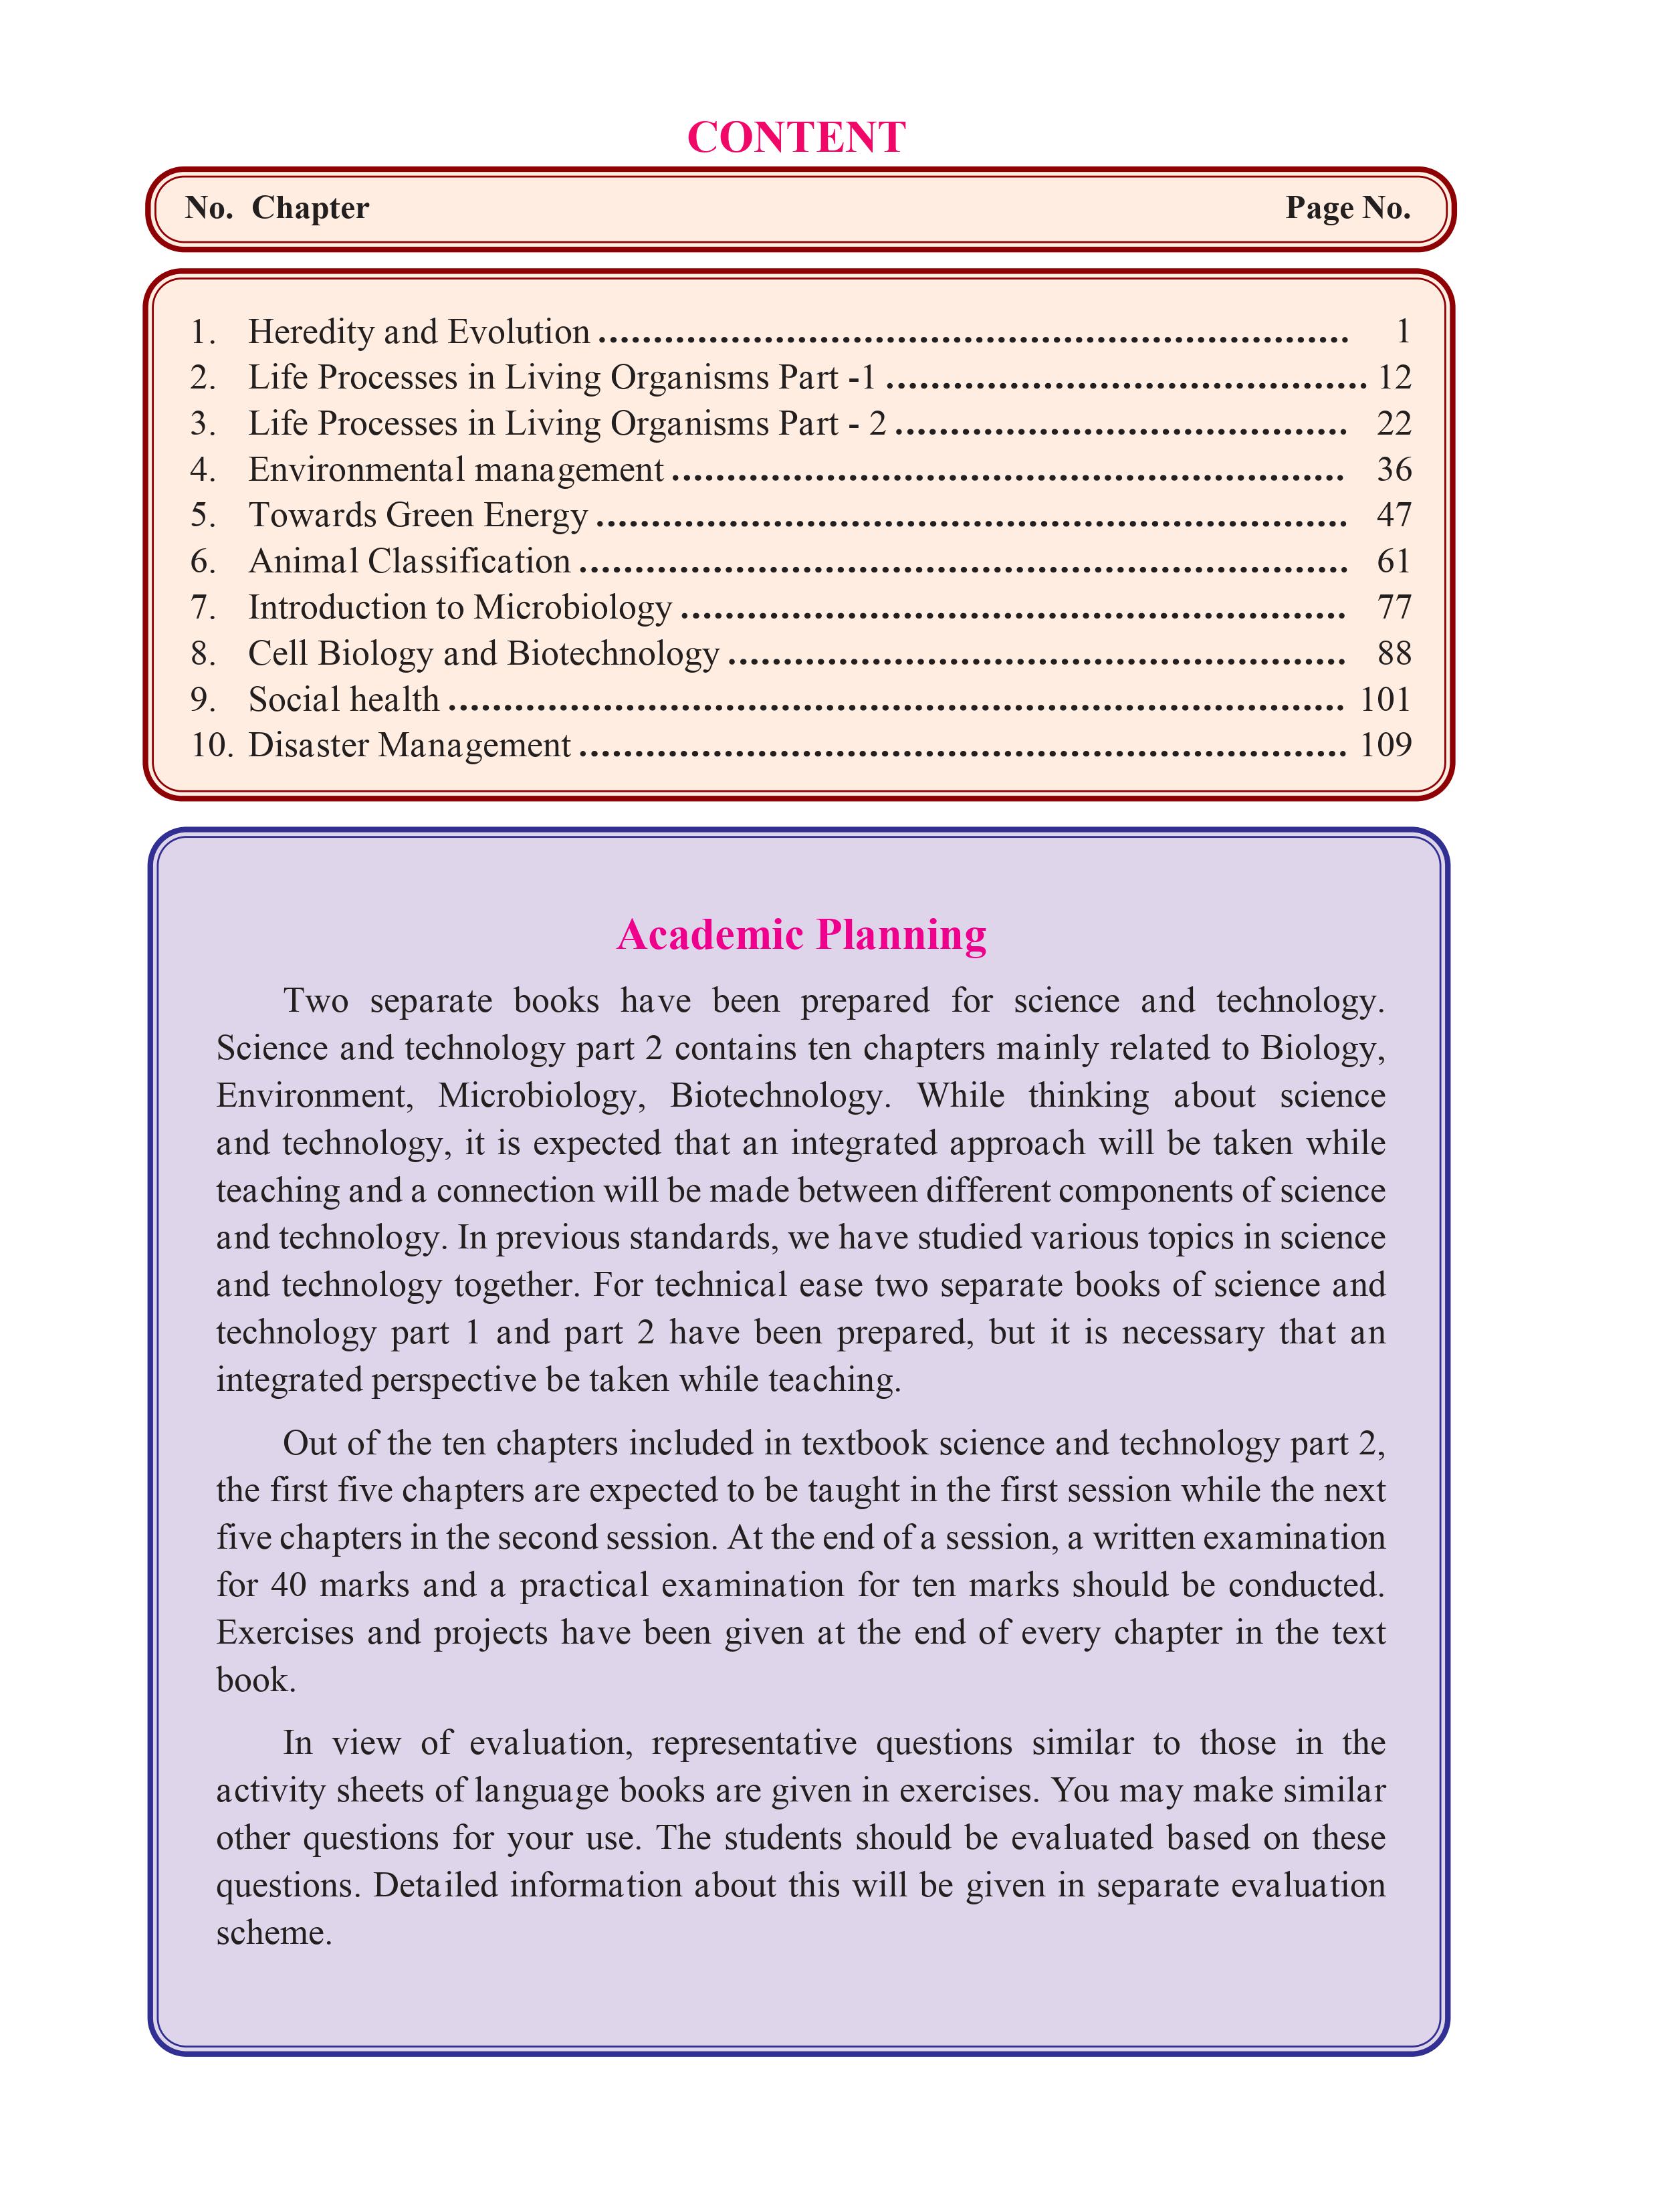 CONTENT
No. Chapter Page No.
1. Heredity and Evolution .................................................................... 1
2. Life Processes in Living Organisms Part -1 ........................................... 12
3. Life Processes in Living Organisms Part - 2 ......................................... 22
4. Environmental management ............................................................. 36
5. Towards Green Energy .................................................................... 47
6. Animal Classification ...................................................................... 61
7. Introduction to Microbiology ............................................................ 77
8. Cell Biology and Biotechnology ........................................................ 88
9. Social health ................................................................................. 101
10. Disaster Management ..................................................................... 109
Academic Planning
Two separate books have been prepared for science and technology.
Science and technology part 2 contains ten chapters mainly related to Biology,
Environment, Microbiology, Biotechnology. While thinking about science
and technology, it is expected that an integrated approach will be taken while
teaching and a connection will be made between different components of science
and technology. In previous standards, we have studied various topics in science
and technology together. For technical ease two separate books of science and
technology part 1 and part 2 have been prepared, but it is necessary that an
integrated perspective be taken while teaching.
Out of the ten chapters included in textbook science and technology part 2,
the first five chapters are expected to be taught in the first session while the next
five chapters in the second session. At the end of a session, a written examination
for 40 marks and a practical examination for ten marks should be conducted.
Exercises and projects have been given at the end of every chapter in the text
book.
In view of evaluation, representative questions similar to those in the
activity sheets of language books are given in exercises. You may make similar
other questions for your use. The students should be evaluated based on these
questions. Detailed information about this will be given in separate evaluation
scheme.